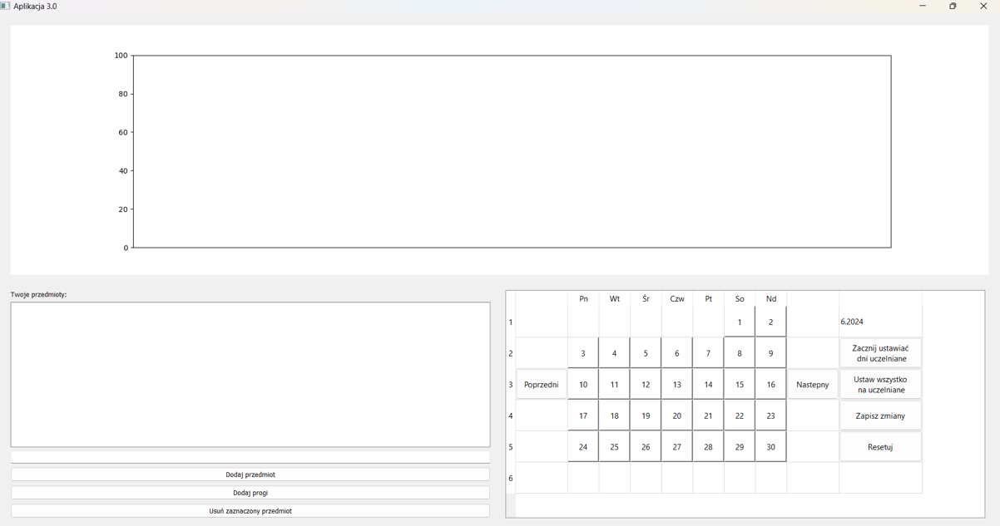 Aplikacja 3.0
100
80
60
40
20
0
Twoje przedmioty:
Dodaj przedmiot
Dodaj progi
Usuń zaznaczony przedmiot
Pn Wt Śr Czw Pt So Nd
1 1 2 6.2024
2 3 4 5 6 7 8 9 Zacznij ustawiać
dni uczelniane
3 Poprzedni 10 11 12 13 14 15 16 Nastepny Ustaw wszystko
na uczelniane
4 17 18 19 20 21 22 23 Zapisz zmiany
5 24 25 26 27 28 29 30 Resetuj
6